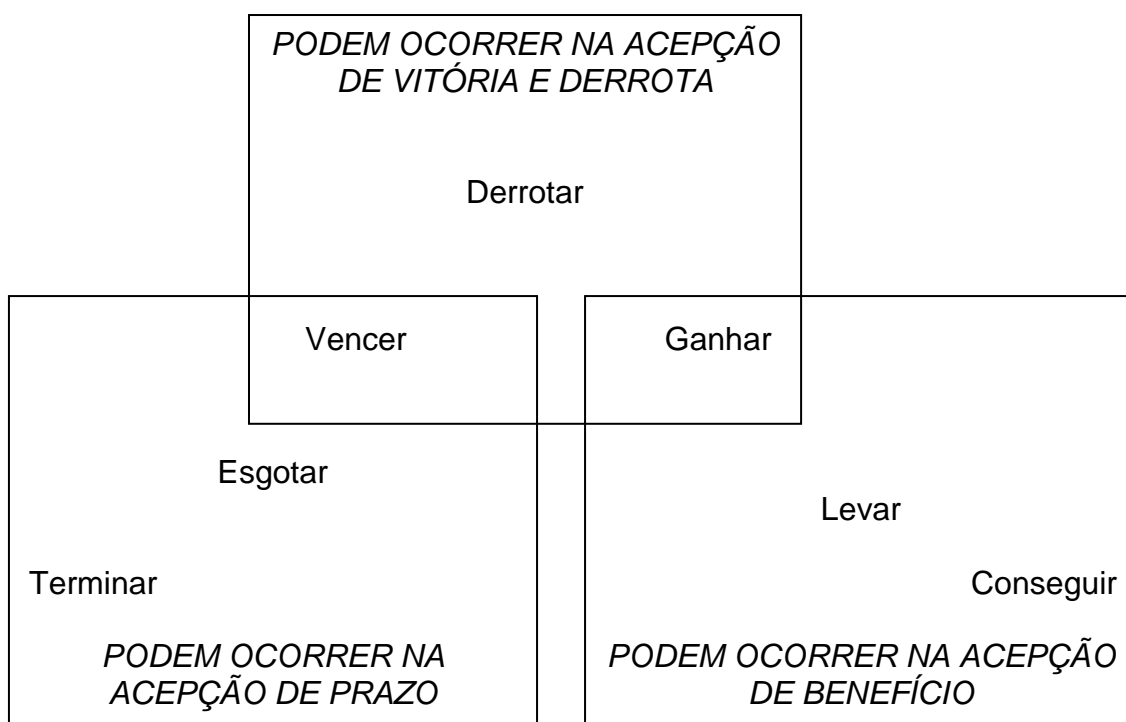 PODEM OCORRER NA ACEPÇÃO
DE VITÓRIA E DERROTA
Derrotar
Vencer
Ganhar
Esgotar
Levar
Terminar
Conseguir
PODEM OCORRER NA
ACEPÇÃO DE PRAZO
PODEM OCORRER NA ACEPÇÃO
DE BENEFÍCIO